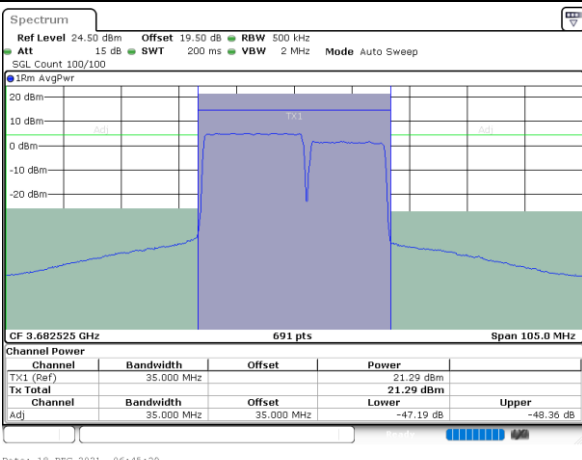 Spectrum
Ref Level 24.50 dBm Offset 19.50 dB RBW 500 kHz
Att 15 dB SWT 200 ms VBW 2 MHz Mode Auto Sweep
SGL Count 100/100
1Rm AvgPwr
20 dBm
TX1
10 dBm
Adj Adj
0 dBm
-10 dBm
-20 dBm
CF 3.682525 GHz 691 pts Span 105.0 MHz
Channel Power
Channel Bandwidth Offset Power
TX1 (Ref) 35.000 MHz 21.29 dBm
Tx Total 21.29 dBm
Channel Bandwidth Offset Lower Upper
Adj 35.000 MHz 35.000 MHz -47.19 dB -48.36 dB
Ready